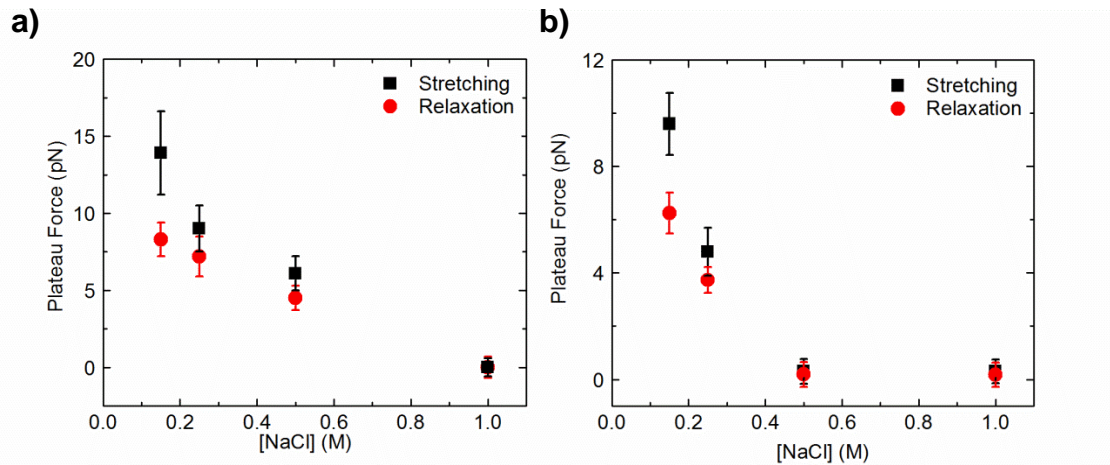 a)
20
15
10
5
0
Plateau Force (pN)
Stretching
Relaxation
0.0 0.2 0.4 0.6 0.8 1.0
[NaCl] (M)
b)
12
8
4
0
Plateau Force (pN)
Stretching
Relaxation
0.0 0.2 0.4 0.6 0.8 1.0
[NaCl] (M)